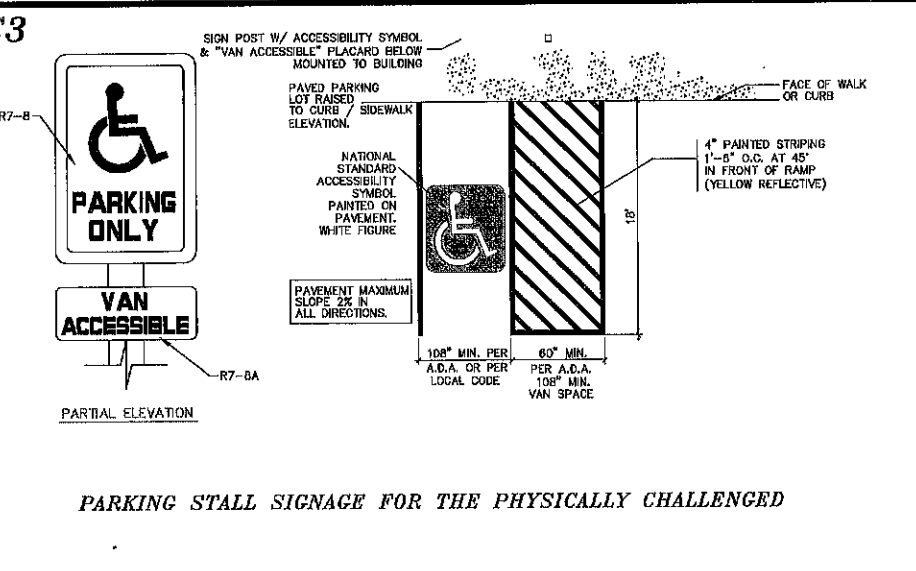 C3
SIGN POST W/ ACCESSIBILITY SYMBOL
& "VAN ACCESSIBLE" PLACARD BELOW
MOUNTED TO BUILDING
PAVED PARKING
LOT RAISED
TO CURB / SIDEWALK
ELEVATION.
FACE OF WALK
OR CURB
R7-8
PARKING
ONLY
NATIONAL
STANDARD
ACCESSIBILITY
SYMBOL
PAINTED ON
PAVEMENT.
WHITE FIGURE
4" PAINTED STRIPING
1'-6" O.C. AT 45°
IN FRONT OF RAMP
(YELLOW REFLECTIVE)
18'
VAN
ACCESSIBLE
PAVEMENT MAXIMUM
SLOPE 2% IN
ALL DIRECTIONS.
R7-8A
108" MIN. PER
A.D.A. OR PER
LOCAL CODE
60" MIN.
PER A.D.A.
108" MIN.
VAN SPACE
PARTIAL ELEVATION
PARKING STALL SIGNAGE FOR THE PHYSICALLY CHALLENGED